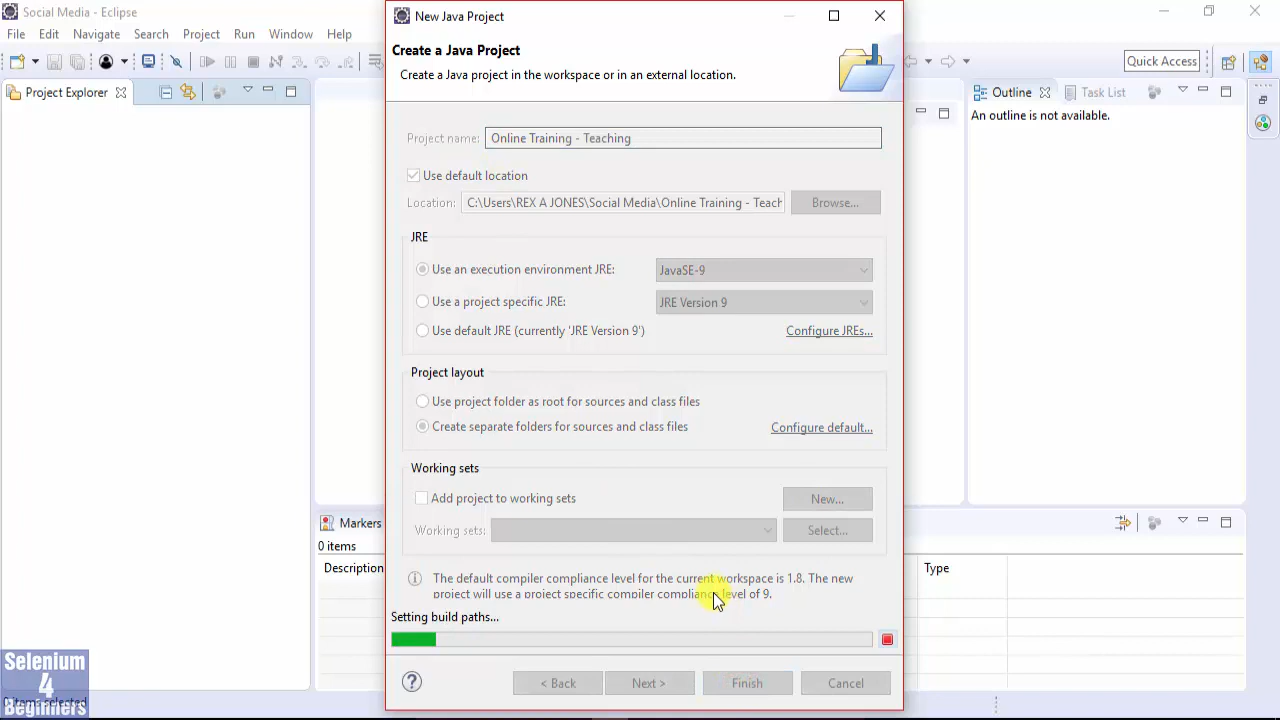 Social Media - Eclipse
New Java Project
File Edit Navigate Search Project Run Window Help
Create a Java Project
Create a Java project in the workspace or in an external location.
Quick Access
Project Explorer
Outline
Task List
An outline is not available.
Project name: Online Training - Teaching
Use default location
Location: C:\Users\REX A JONES\Social Media\Online Training - Teach
Browse...
JRE
Use an execution environment JRE: JavaSE-9
Use a project specific JRE: JRE Version 9
Use default JRE (currently 'JRE Version 9')
Configure JREs...
Project layout
Use project folder as root for sources and class files
Create separate folders for sources and class files
Configure default...
Working sets
Add project to working sets
New...
Working sets:
Select...
Markers
0 items
Description
Type
The default compiler compliance level for the current workspace is 1.8. The new
project will use a project specific compiler compliance level of 9.
Setting build paths...
< Back
Next >
Finish
Cancel
Selenium
4
Beginners